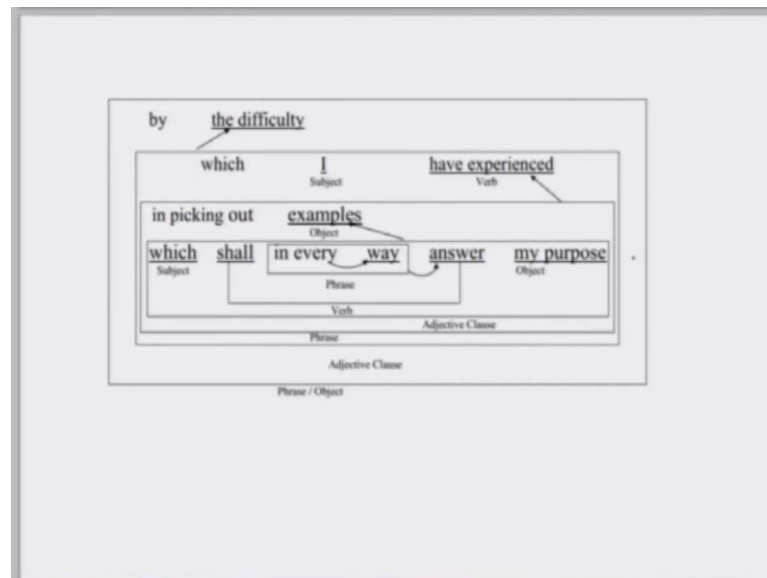 by the difficulty
which I have experienced
Subject Verb
in picking out examples
Object
which shall in every way answer my purpose
Subject Object
Phrase
Verb
Adjective Clause
Phrase
Adjective Clause
Phrase / Object